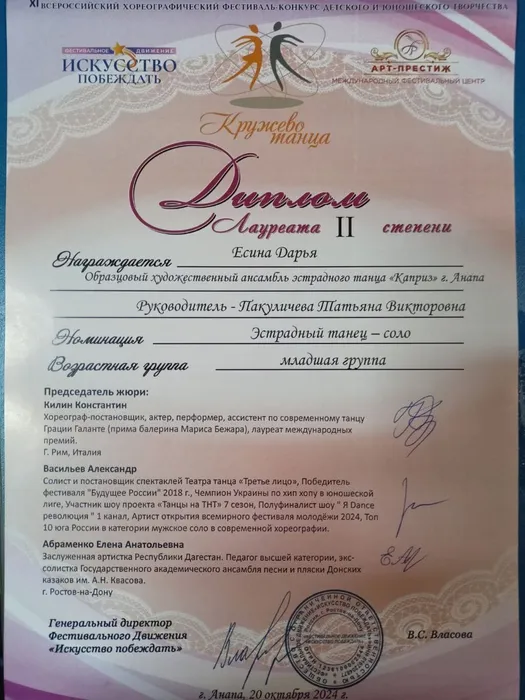 XI ВСЕРОССИЙСКИЙ ХОРЕОГРАФИЧЕСКИЙ ФЕСТИВАЛЬ-КОНКУРС ДЕТСКОГО И ЮНОШЕСКОГО ТВОРЧЕСТВА
ФЕСТИВАЛЬНОЕ ДВИЖЕНИЕ
ИСКУССТВО
ПОБЕЖДАТЬ
АРТ-ПРЕСТИЖ
МЕЖДУНАРОДНЫЙ ФЕСТИВАЛЬНЫЙ ЦЕНТР
Кружево
танца
Диплом
Лауреата II степени
Награждается Есина Дарья
Образцовый художественный ансамбль эстрадного танца «Каприз» г. Анапа
Руководитель - Пакуличева Татьяна Викторовна
Номинация Эстрадный танец – соло
Возрастная группа младшая группа
Председатель жюри:
Килин Константин
Хореограф-постановщик, актер, перформер, ассистент по современному танцу
Грации Галанте (прима балерина Мариса Бежара), лауреат международных
премий.
Г. Рим, Италия
Васильев Александр
Солист и постановщик спектаклей Театра танца «Третье лицо», Победитель
фестиваля "Будущее России" 2018 г., Чемпион Украины по хип хопу в юношеской
лиге, Участник шоу проекта «Танцы на ТНТ» 7 сезон, Полуфиналист шоу " Я Dance
революция " 1 канал, Артист открытия всемирного фестиваля молодёжи 2024, Топ
10 юга России в категории мужское соло в современной хореографии.
Абраменко Елена Анатольевна
Заслуженная артистка Республики Дагестан. Педагог высшей категории, экс-
солистка Государственного академического ансамбля песни и пляски Донских
казаков им. А.Н. Квасова.
г. Ростов-на-Дону
Генеральный директор
Фестивального Движения
«Искусство побеждать»
В.С. Власова
г. Анапа, 20 октября 2024 г.